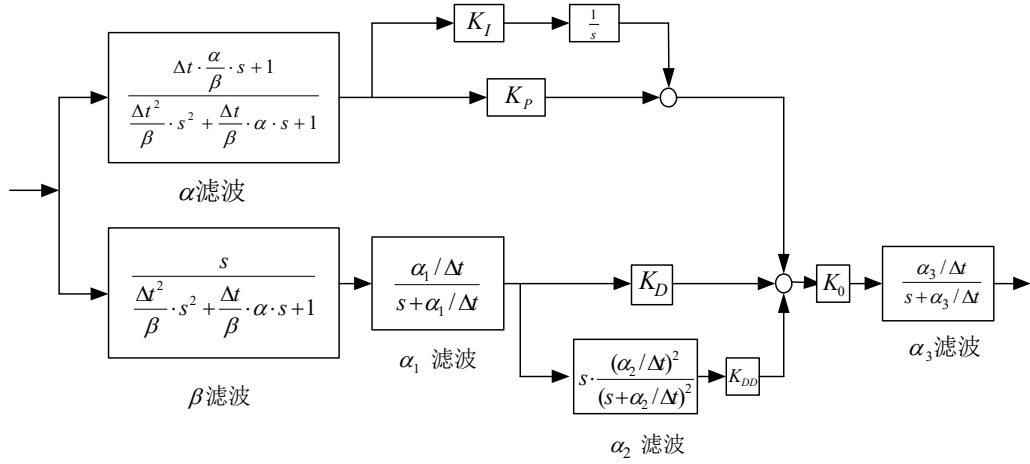 K_I
1/s
(Δt·α/β·s+1)/(Δt²/β·s²+Δt/β·α·s+1)
K_P
α滤波
s/(Δt²/β·s²+Δt/β·α·s+1)
(α₁/Δt)/(s+α₁/Δt)
K_D
K₀
(α₃/Δt)/(s+α₃/Δt)
α₁ 滤波
α₃滤波
s·(α₂/Δt)²/(s+α₂/Δt)²
K_DD
β滤波
α₂ 滤波